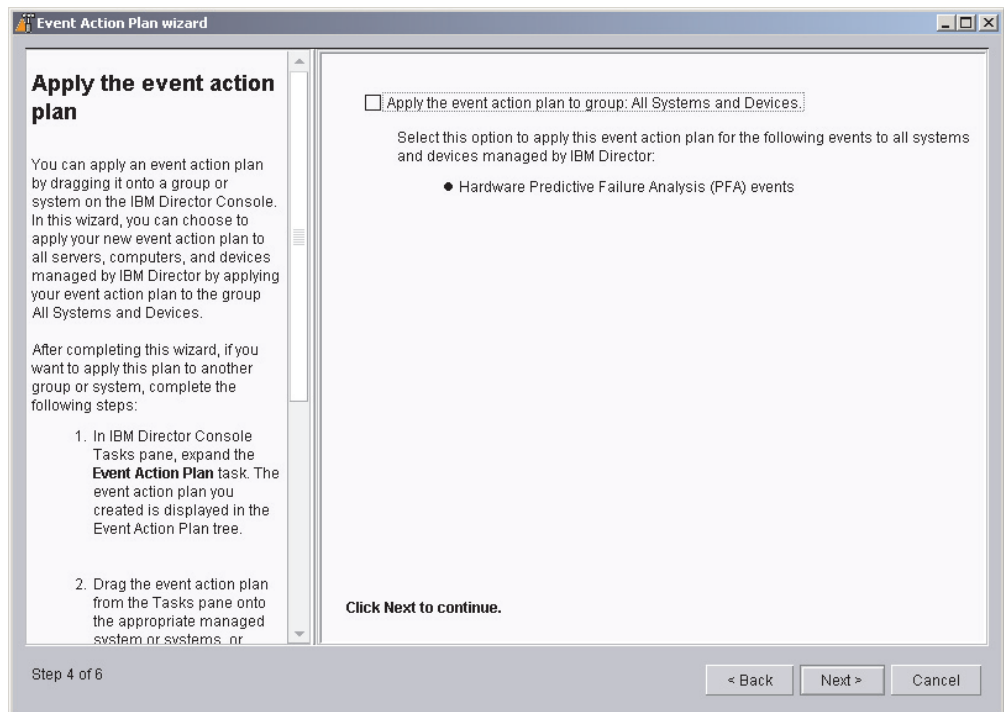 Event Action Plan wizard
Apply the event action
plan
You can apply an event action plan
by dragging it onto a group or
system on the IBM Director Console.
In this wizard, you can choose to
apply your new event action plan to
all servers, computers, and devices
managed by IBM Director by applying
your event action plan to the group
All Systems and Devices.
After completing this wizard, if you
want to apply this plan to another
group or system, complete the
following steps:
1. In IBM Director Console
Tasks pane, expand the
Event Action Plan task. The
event action plan you
created is displayed in the
Event Action Plan tree.
2. Drag the event action plan
from the Tasks pane onto
the appropriate managed
system or systems, or
Apply the event action plan to group: All Systems and Devices.
Select this option to apply this event action plan for the following events to all systems
and devices managed by IBM Director:
● Hardware Predictive Failure Analysis (PFA) events
Click Next to continue.
Step 4 of 6
< Back
Next >
Cancel